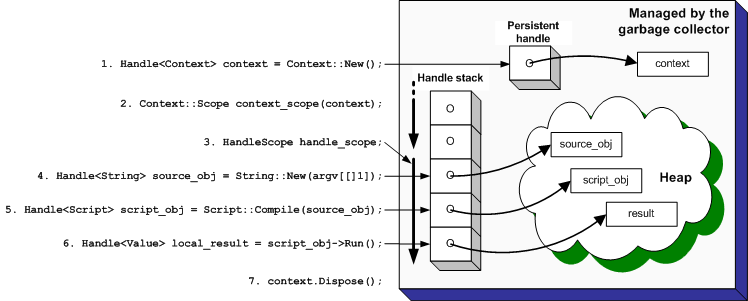 Managed by the
garbage collector
Persistent
handle
1. Handle<Context> context = Context::New();
context
Handle stack
2. Context::Scope context_scope(context);
3. HandleScope handle_scope;
source_obj
4. Handle<String> source_obj = String::New(argv[[]1]);
script_obj
Heap
5. Handle<Script> script_obj = Script::Compile(source_obj);
result
6. Handle<Value> local_result = script_obj->Run();
7. context.Dispose();